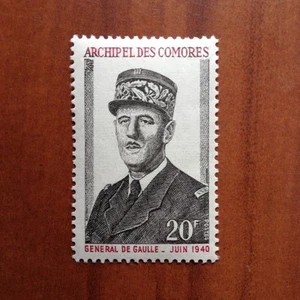 ARCHIPEL DES COMORES
20F
GENERAL DE GAULLE _ JUIN 1940